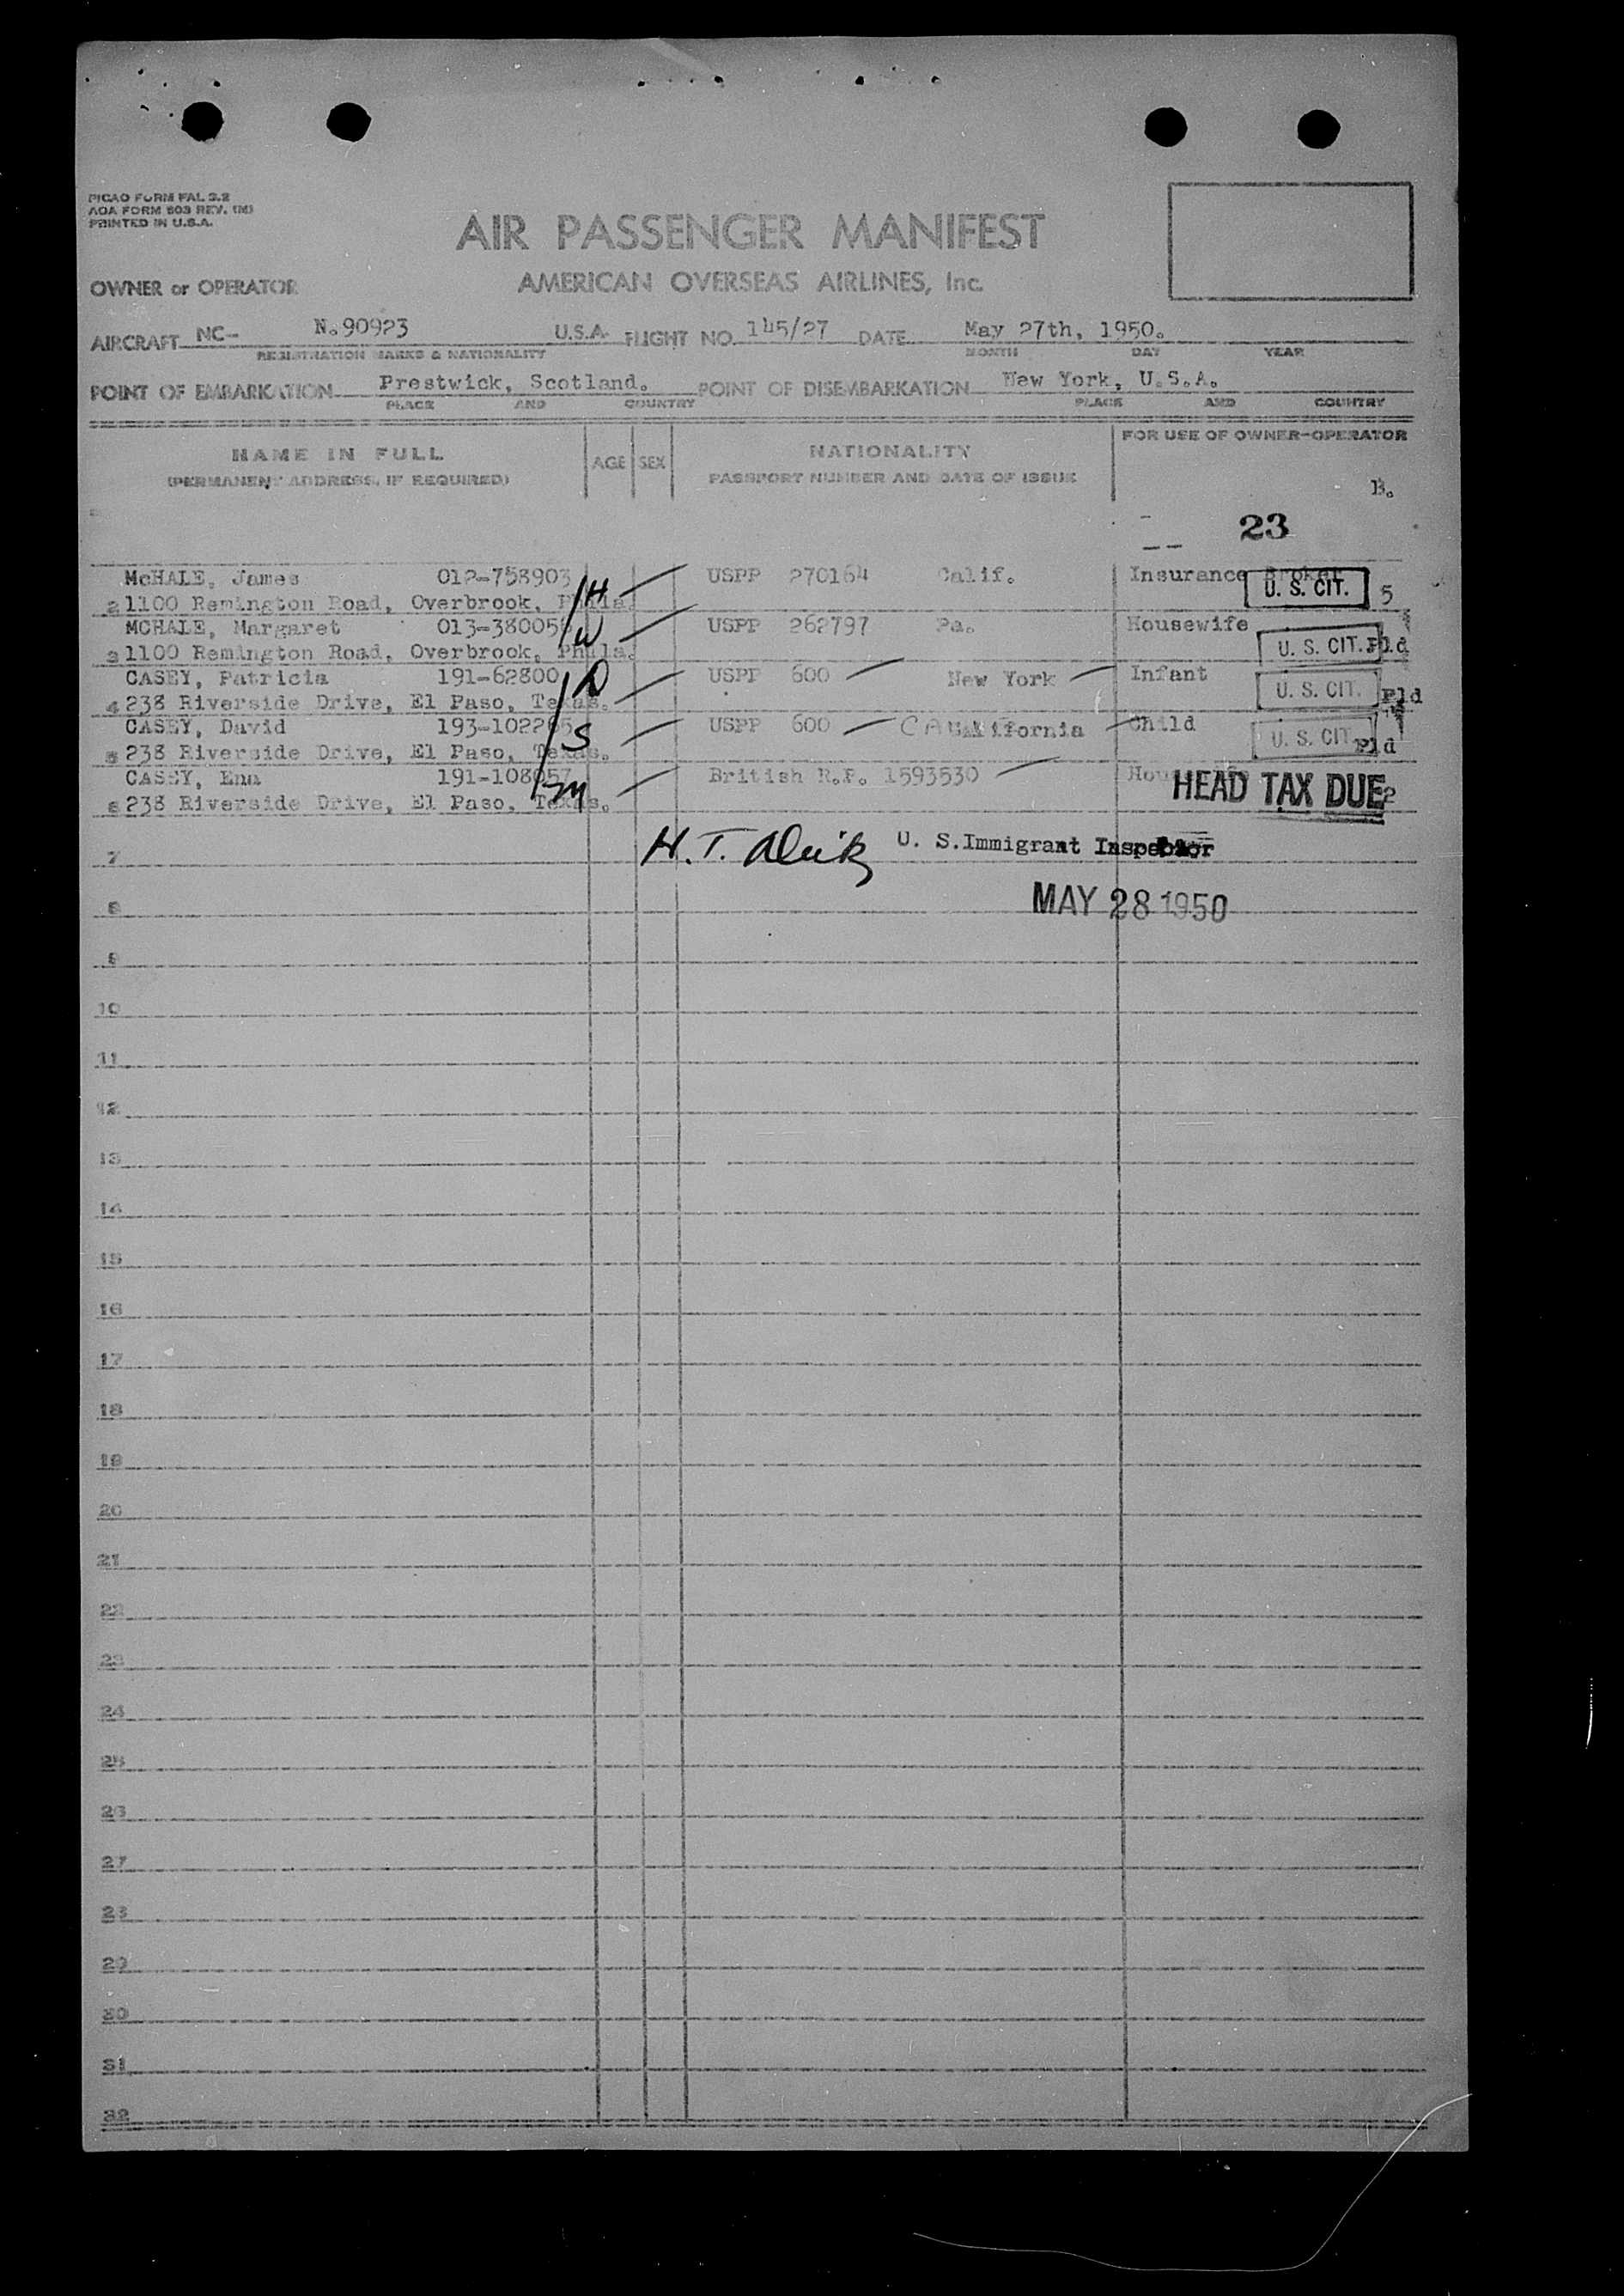 PICAO FORM FAL 3.2
AOA FORM 803 REV. (M)
PRINTED IN U.S.A.
AIR PASSENGER MANIFEST
OWNER or OPERATOR AMERICAN OVERSEAS AIRLINES, Inc.
AIRCRAFT NC- No 90923 U.S.A. FLIGHT NO. 145/27 DATE May 27th, 1950.
REGISTRATION MARKS & NATIONALITY MONTH DAY YEAR
POINT OF EMBARKATION Prestwick, Scotland. POINT OF DISEMBARKATION New York, U.S.A.
PLACE AND COUNTRY PLACE AND COUNTRY
NAME IN FULL AGE SEX NATIONALITY FOR USE OF OWNER-OPERATOR
(PERMANENT ADDRESS, IF REQUIRED) PASSPORT NUMBER AND DATE OF ISSUE
B.
23
McHALE, James 012-758903 H USPP 270164 Calif. Insurance Broker U. S. CIT. 5
2 1100 Remington Road, Overbrook, Phila.
MCHALE, Margaret W USPP 262797 Pa. Housewife U. S. CIT.
3 1100 Remington Road, Overbrook, Phila.
CASEY, Patricia 191-62800 D USPP 600 New York Infant U. S. CIT.
4 238 Riverside Drive, El Paso, Texas.
CASEY, David 193-102265 S USPP 600 CA California Child U. S. CIT.
5 238 Riverside Drive, El Paso, Texas.
CASEY, Ena 191-108057 M British R.P. 1593530 HEAD TAX DUE
6 238 Riverside Drive, El Paso, Texas.
7 H. T. U. S. Immigrant Inspector
8 MAY 28 1950
9
10
11
12
13
14
15
16
17
18
19
20
21
22
23
24
25
26
27
28
29
30
31
32